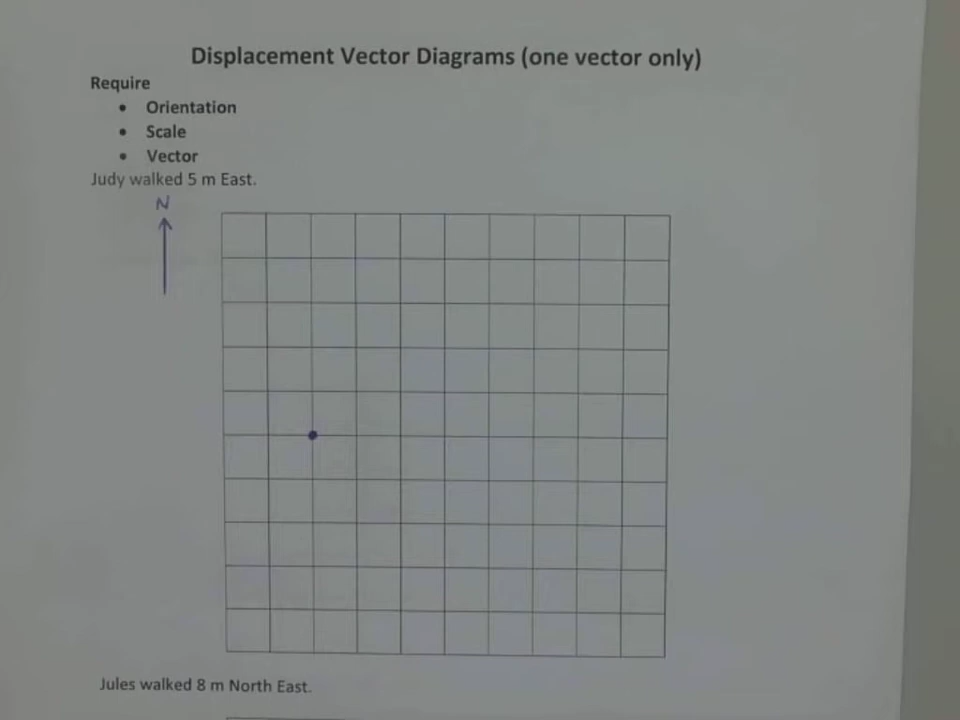 Displacement Vector Diagrams (one vector only)
Require
• Orientation
• Scale
• Vector
Judy walked 5 m East.
N
Jules walked 8 m North East.